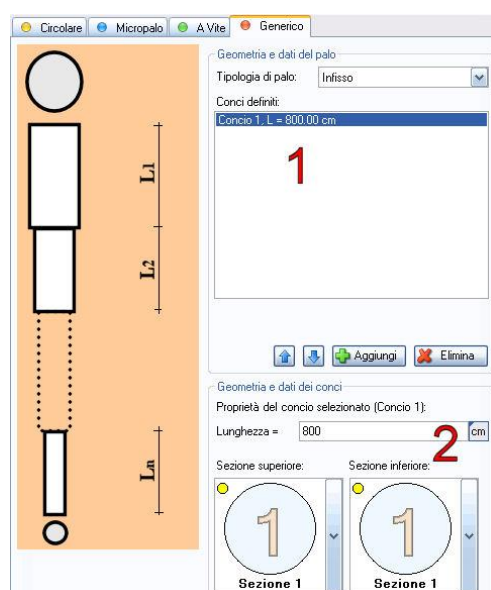 Circolare Micropalo A Vite Generico
L1
L2
Ln
Geometria e dati del palo
Tipologia di palo: Infisso
Conci definiti:
Concio 1, L = 800.00 cm
1
Aggiungi Elimina
Geometria e dati dei conci
Proprietà del concio selezionato (Concio 1):
Lunghezza = 800 cm
2
Sezione superiore: Sezione inferiore:
1 1
Sezione 1 Sezione 1